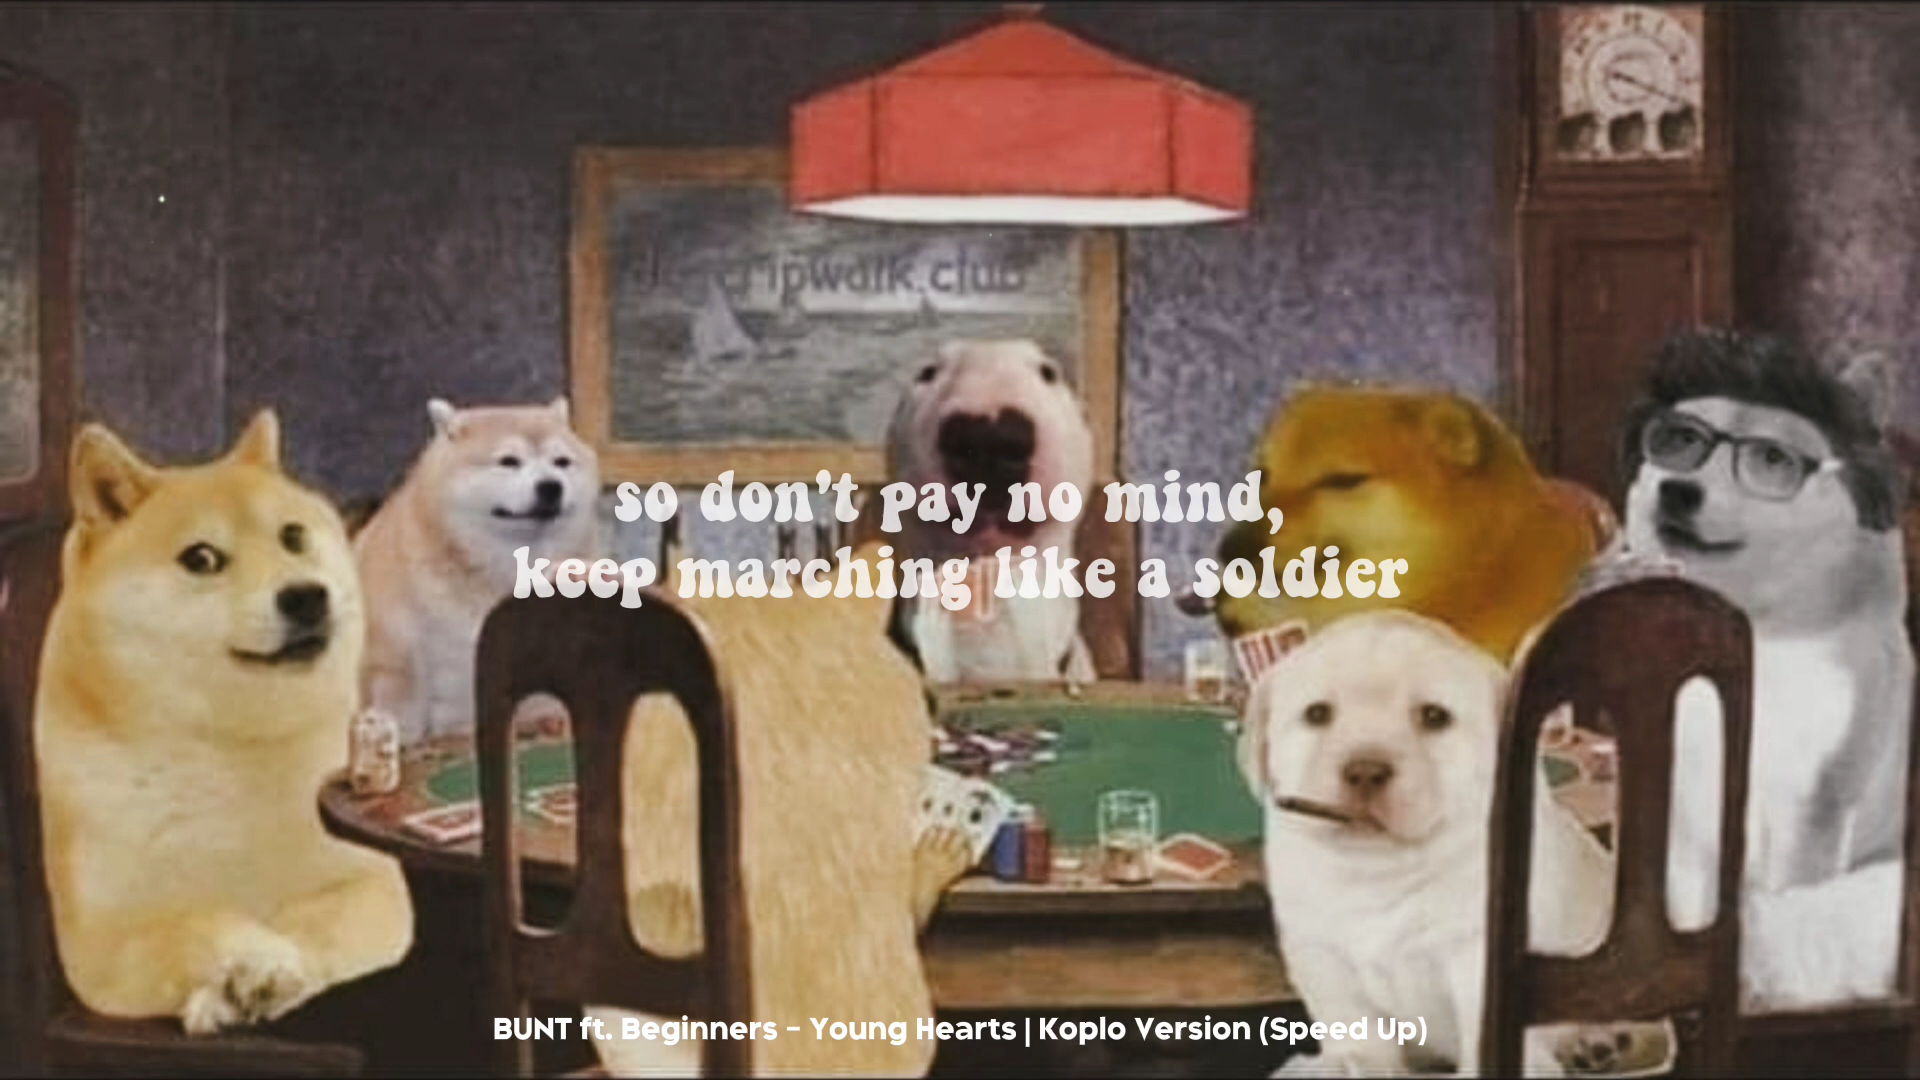 so don't pay no mind,
keep marching like a soldier
BUNT ft. Beginners - Young Hearts | Koplo Version (Speed Up)